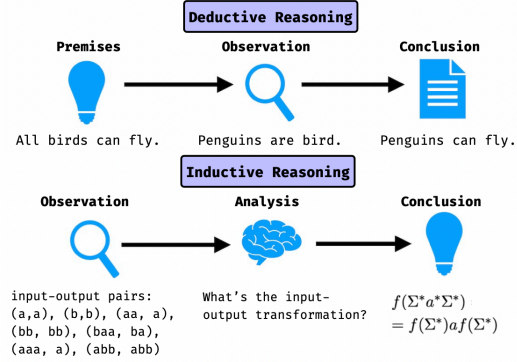 Deductive Reasoning
Premises Observation Conclusion
All birds can fly. Penguins are bird. Penguins can fly.
Inductive Reasoning
Observation Analysis Conclusion
input-output pairs:
(a,a), (b,b), (aa, a),
(bb, bb), (baa, ba),
(aaa, a), (abb, abb)
What's the input-
output transformation?
f(Σ*a*Σ*)
= f(Σ*)af(Σ*)